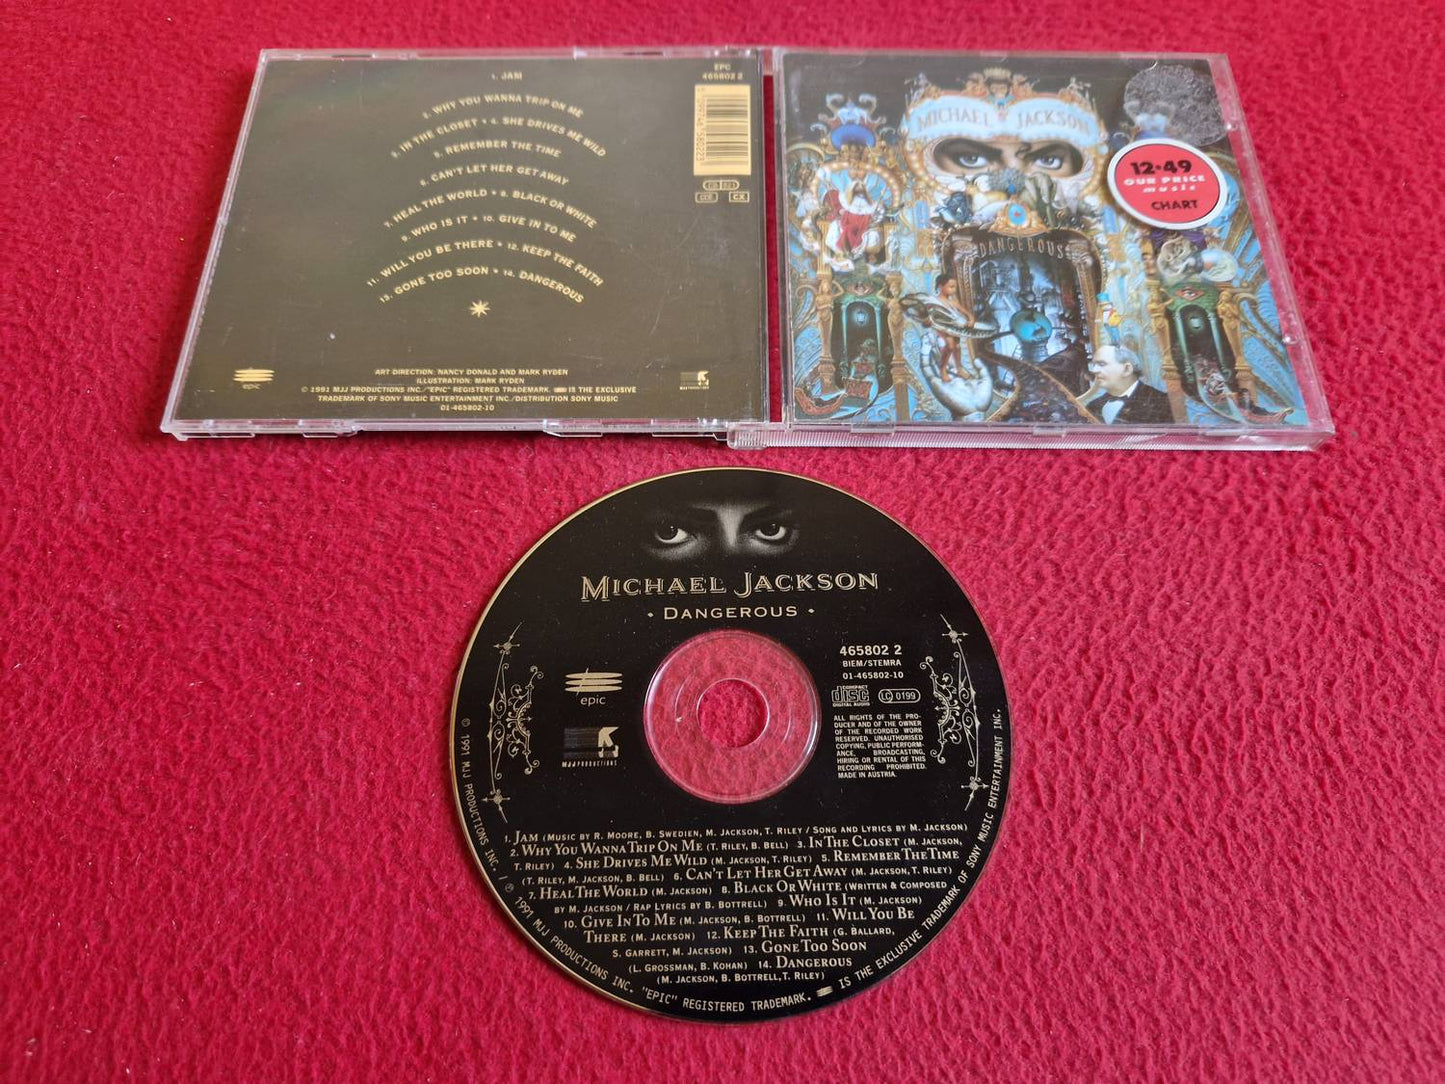 1. JAM
2. WHY YOU WANNA TRIP ON ME
3. IN THE CLOSET • 4. SHE DRIVES ME WILD
5. REMEMBER THE TIME
6. CAN'T LET HER GET AWAY
7. HEAL THE WORLD • 8. BLACK OR WHITE
9. WHO IS IT • 10. GIVE IN TO ME
11. WILL YOU BE THERE • 12. KEEP THE FAITH
13. GONE TOO SOON • 14. DANGEROUS
EPC
465802 2
CX
epic
ART DIRECTION: NANCY DONALD AND MARK RYDEN
ILLUSTRATION: MARK RYDEN
© 1991 MJJ PRODUCTIONS INC./"EPIC" REGISTERED TRADEMARK. IS THE EXCLUSIVE
TRADEMARK OF SONY MUSIC ENTERTAINMENT INC./DISTRIBUTION SONY MUSIC
01-465802-10
MICHAEL JACKSON
DANGEROUS
12·49
OUR PRICE
music
CHART
MICHAEL JACKSON
• DANGEROUS •
epic
MJJPRODUCTIONS
465802 2
BIEM/STEMRA
01-465802-10
COMPACT
disc
DIGITAL AUDIO
LC 0199
ALL RIGHTS OF THE PRO-
DUCER AND OF THE OWNER
OF THE RECORDED WORK
RESERVED. UNAUTHORISED
COPYING, PUBLIC PERFORM-
ANCE, BROADCASTING,
HIRING OR RENTAL OF THIS
RECORDING PROHIBITED.
MADE IN AUSTRIA.
1. JAM (MUSIC BY R. MOORE, B. SWEDIEN, M. JACKSON, T. RILEY / SONG AND LYRICS BY M. JACKSON)
2. WHY YOU WANNA TRIP ON ME (T. RILEY, B. BELL) 3. IN THE CLOSET (M. JACKSON,
T. RILEY) 4. SHE DRIVES ME WILD (M. JACKSON, T. RILEY) 5. REMEMBER THE TIME
(T. RILEY, M. JACKSON, B. BELL) 6. CAN'T LET HER GET AWAY (M. JACKSON, T. RILEY)
7. HEAL THE WORLD (M. JACKSON) 8. BLACK OR WHITE (WRITTEN & COMPOSED
BY M. JACKSON / RAP LYRICS BY B. BOTTRELL) 9. WHO IS IT (M. JACKSON)
10. GIVE IN TO ME (M. JACKSON, B. BOTTRELL) 11. WILL YOU BE
THERE (M. JACKSON) 12. KEEP THE FAITH (G. BALLARD,
S. GARRETT, M. JACKSON) 13. GONE TOO SOON
(L. GROSSMAN, B. KOHAN) 14. DANGEROUS
(M. JACKSON, B. BOTTRELL, T. RILEY)
© 1991 MJJ PRODUCTIONS INC. – ℗ 1991 MJJ PRODUCTIONS INC. "EPIC" REGISTERED TRADEMARK. IS THE EXCLUSIVE TRADEMARK OF SONY MUSIC ENTERTAINMENT INC.